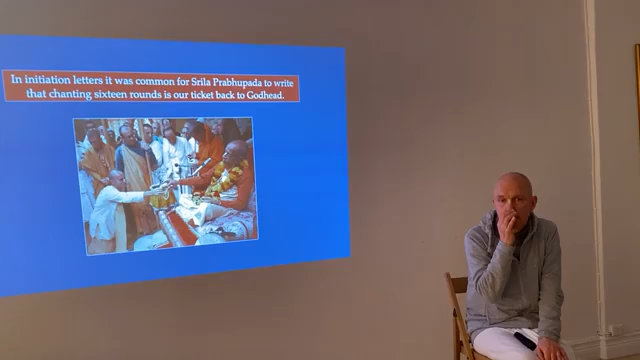 In initiation letters it was common for Srila Prabhupada to write
that chanting sixteen rounds is our ticket back to Godhead.